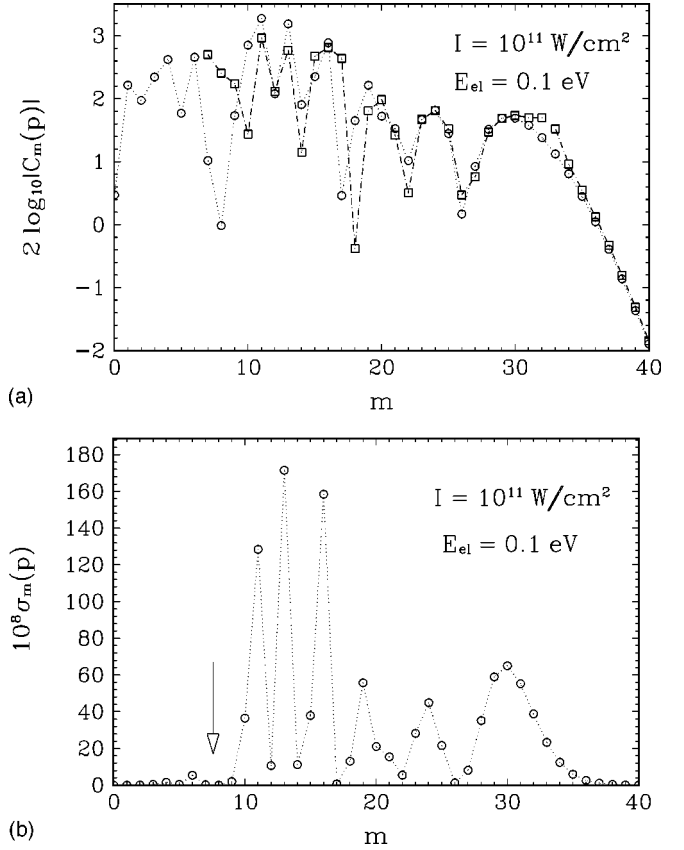 3
2
1
0
-1
-2
2 log₁₀|Cₘ(p)|
I = 10¹¹ W/cm²
Eₑₗ = 0.1 eV
0 10 20 30 40
m
(a)
180
160
140
120
100
80
60
40
20
0
10⁸σₘ(p)
I = 10¹¹ W/cm²
Eₑₗ = 0.1 eV
0 10 20 30 40
m
(b)